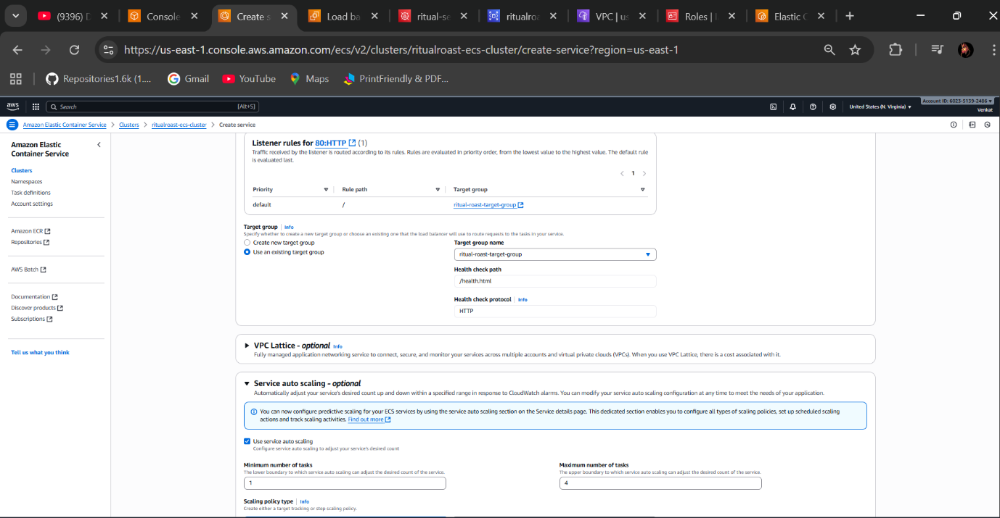 (9396) D
Console
Create s
Load ba
ritual-se
ritualroa
VPC | us
Roles | I
Elastic C
https://us-east-1.console.aws.amazon.com/ecs/v2/clusters/ritualroast-ecs-cluster/create-service?region=us-east-1
Repositories1.6k (1....
Gmail
YouTube
Maps
PrintFriendly & PDF...
aws
Search
[Alt+S]
United States (N. Virginia)
Account ID: 6023-5139-2486
Venkat
Amazon Elastic Container Service > Clusters > ritualroast-ecs-cluster > Create service
Amazon Elastic
Container Service
Clusters
Namespaces
Task definitions
Account settings
Amazon ECR
Repositories
AWS Batch
Documentation
Discover products
Subscriptions
Tell us what you think
Listener rules for 80:HTTP (1)
Traffic received by the listener is routed according to its rules. Rules are evaluated in priority order, from the lowest value to the highest value. The default rule
is evaluated last.
1
Priority Rule path Target group
default / ritual-roast-target-group
Target group Info
Specify whether to create a new target group or choose an existing one that the load balancer will use to route requests to the tasks in your service.
Create new target group
Use an existing target group
Target group name
ritual-roast-target-group
Health check path
/health.html
Health check protocol Info
HTTP
VPC Lattice - optional Info
Fully managed application networking service to connect, secure, and monitor your services across multiple accounts and virtual private clouds (VPCs). When you use VPC Lattice, there is a cost associated with it.
Service auto scaling - optional
Automatically adjust your service's desired count up and down within a specified range in response to CloudWatch alarms. You can modify your service auto scaling configuration at any time to meet the needs of your application.
You can now configure predictive scaling for your ECS services by using the service auto scaling section on the Service details page. This dedicated section enables you to configure all types of scaling policies, set up scheduled scaling
actions and track scaling activities. Find out more
Use service auto scaling
Configure service auto scaling to adjust your service's desired count
Minimum number of tasks
The lower boundary to which service auto scaling can adjust the desired count of the service.
1
Maximum number of tasks
The upper boundary to which service auto scaling can adjust the desired count of the service.
4
Scaling policy type Info
Create either a target tracking or step scaling policy.